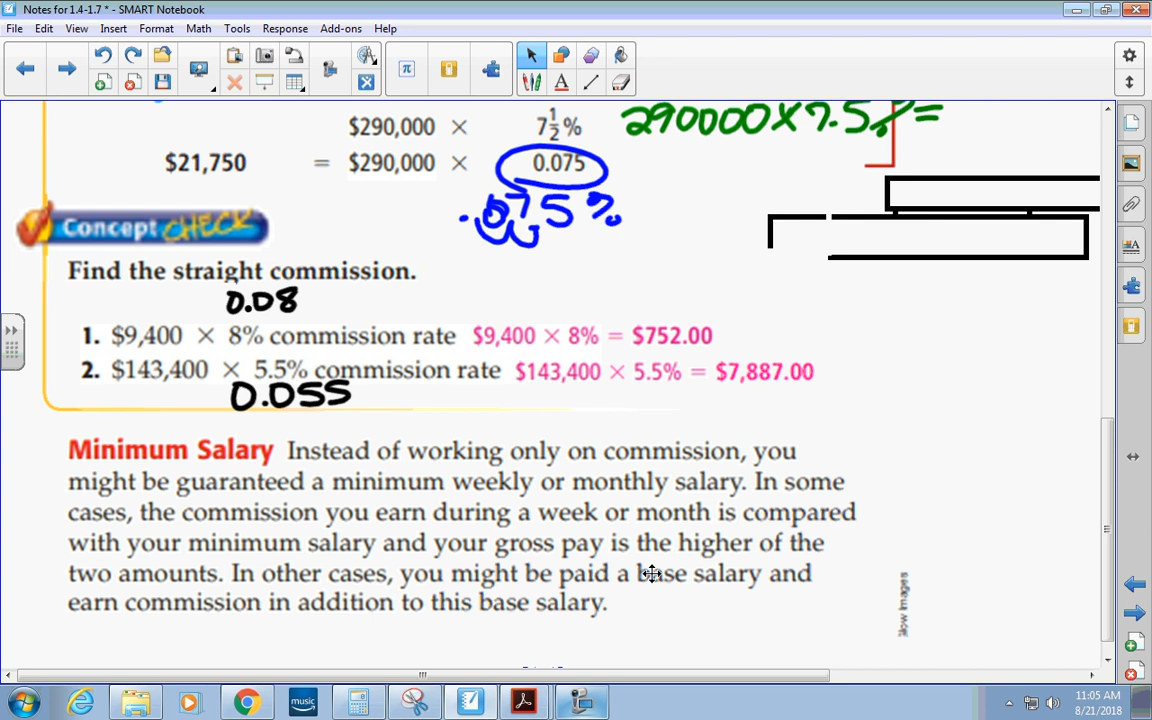 Notes for 1.4-1.7 * - SMART Notebook
File Edit View Insert Format Math Tools Response Add-ons Help
$290,000 × 7½% 290000×7.5%=
$21,750 = $290,000 × 0.075
.075%
Concept CHECK
Find the straight commission.
0.08
1. $9,400 × 8% commission rate $9,400 × 8% = $752.00
2. $143,400 × 5.5% commission rate $143,400 × 5.5% = $7,887.00
0.055
Minimum Salary Instead of working only on commission, you
might be guaranteed a minimum weekly or monthly salary. In some
cases, the commission you earn during a week or month is compared
with your minimum salary and your gross pay is the higher of the
two amounts. In other cases, you might be paid a base salary and
earn commission in addition to this base salary.
Images
music
11:05 AM
8/21/2018